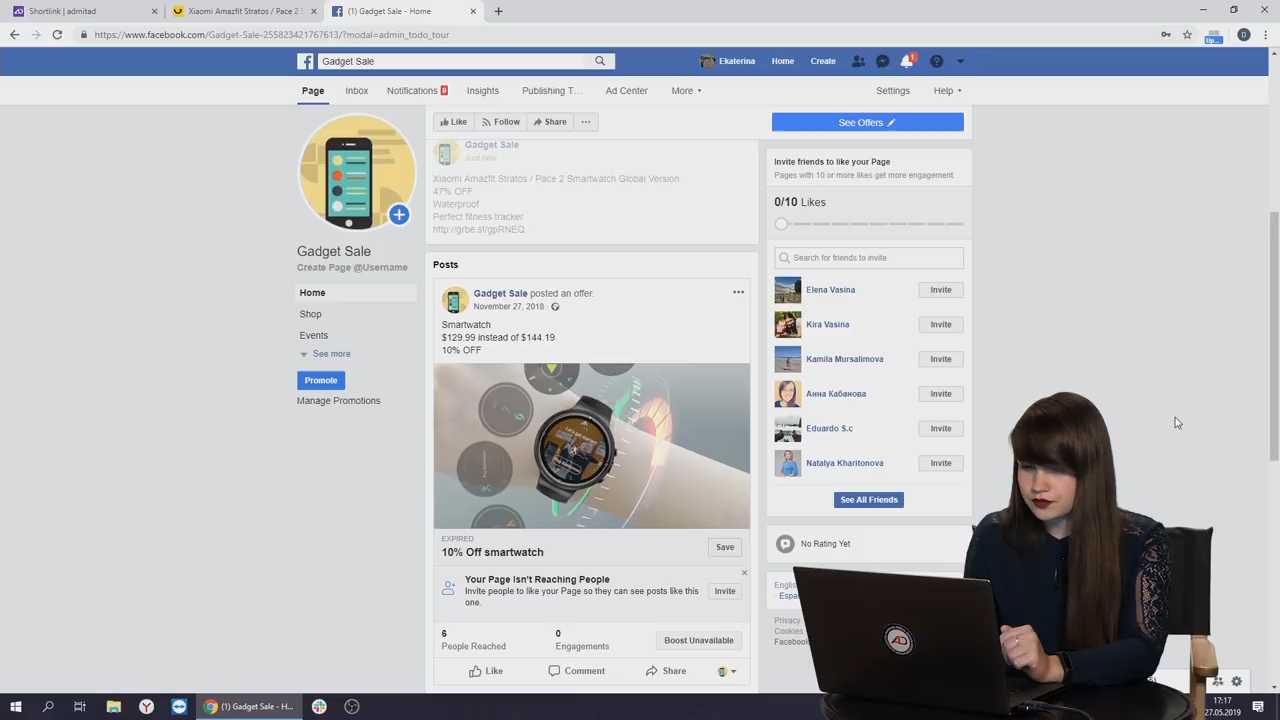 Shortlink | admitad
Xiaomi Amazfit Stratos / Pace 2 S
(1) Gadget Sale - Home
https://www.facebook.com/Gadget-Sale-255823421767613/?modal=admin_todo_tour
Up...
D
Gadget Sale
Ekaterina
Home
Create
1
Page
Inbox
Notifications
Insights
Publishing T…
Ad Center
More
Settings
Help
Like
Follow
Share
See Offers
Gadget Sale
Just now
Xiaomi Amazfit Stratos / Pace 2 Smartwatch Global Version
47% OFF
Waterproof
Perfect fitness tracker
http://grbe.st/gpRNEQ
Gadget Sale
Create Page @Username
Home
Shop
Events
See more
Promote
Manage Promotions
Posts
Gadget Sale posted an offer.
November 27, 2018
Smartwatch
$129.99 instead of $144.19
10% OFF
EXPIRED
10% Off smartwatch
Save
Your Page Isn't Reaching People
Invite people to like your Page so they can see posts like this
one.
Invite
6
People Reached
0
Engagements
Boost Unavailable
Like
Comment
Share
Invite friends to like your Page
Pages with 10 or more likes get more engagement.
0/10 Likes
Search for friends to invite
Elena Vasina
Invite
Kira Vasina
Invite
Kamila Mursalimova
Invite
Анна Кабанова
Invite
Eduardo S.c
Invite
Natalya Kharitonova
Invite
See All Friends
No Rating Yet
English
Privacy
Cookies
Facebook
(1) Gadget Sale - H...
17:17
27.05.2019